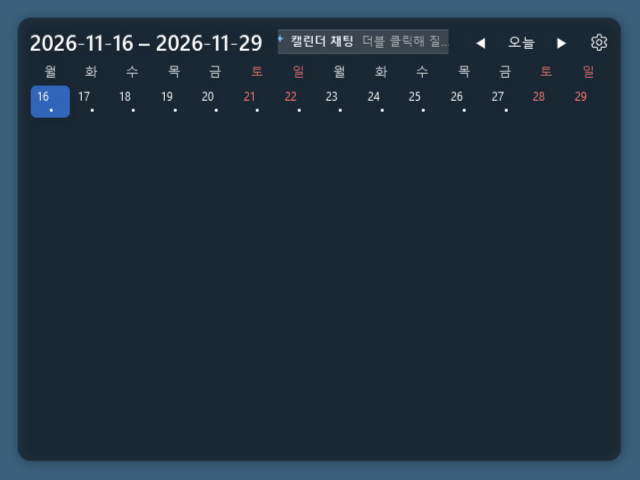 2026-11-16 – 2026-11-29 캘린더 채팅 더블 클릭해 질... ◀ 오늘 ▶
월 화 수 목 금 토 일 월 화 수 목 금 토 일
16 17 18 19 20 21 22 23 24 25 26 27 28 29